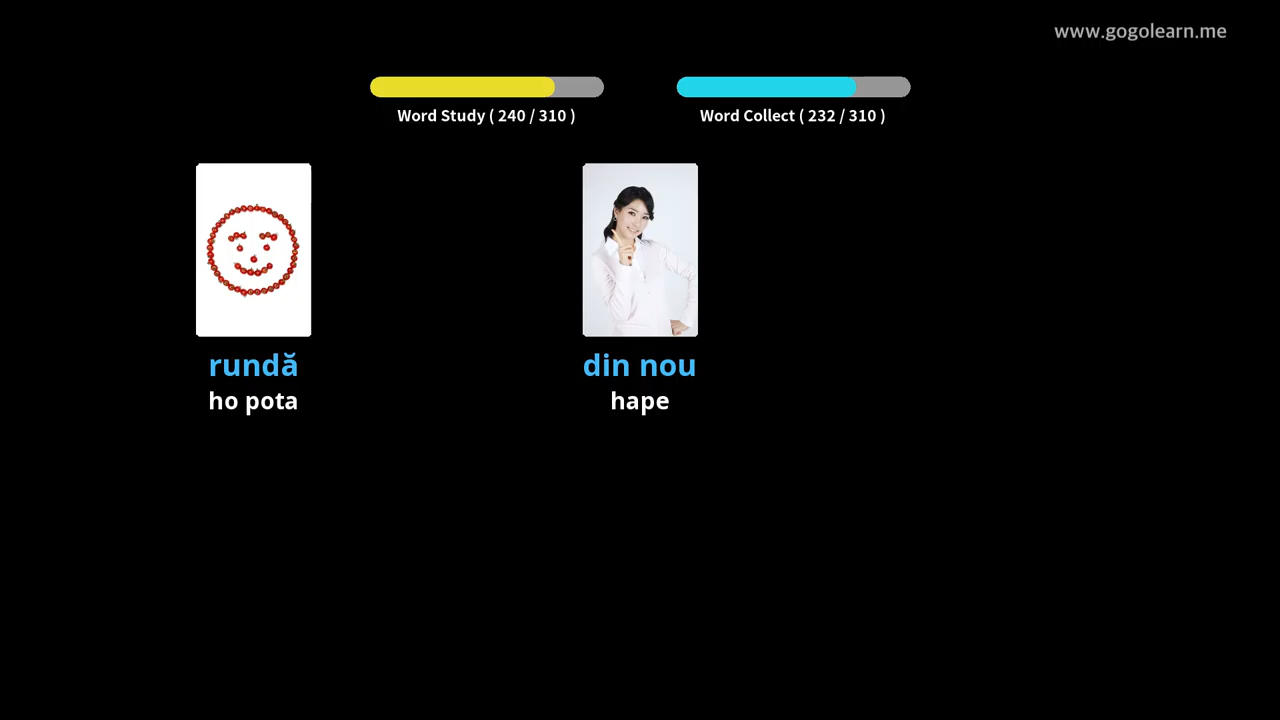 www.gogolearn.me
Word Study ( 240 / 310 )
Word Collect ( 232 / 310 )
rundă
ho pota
din nou
hape